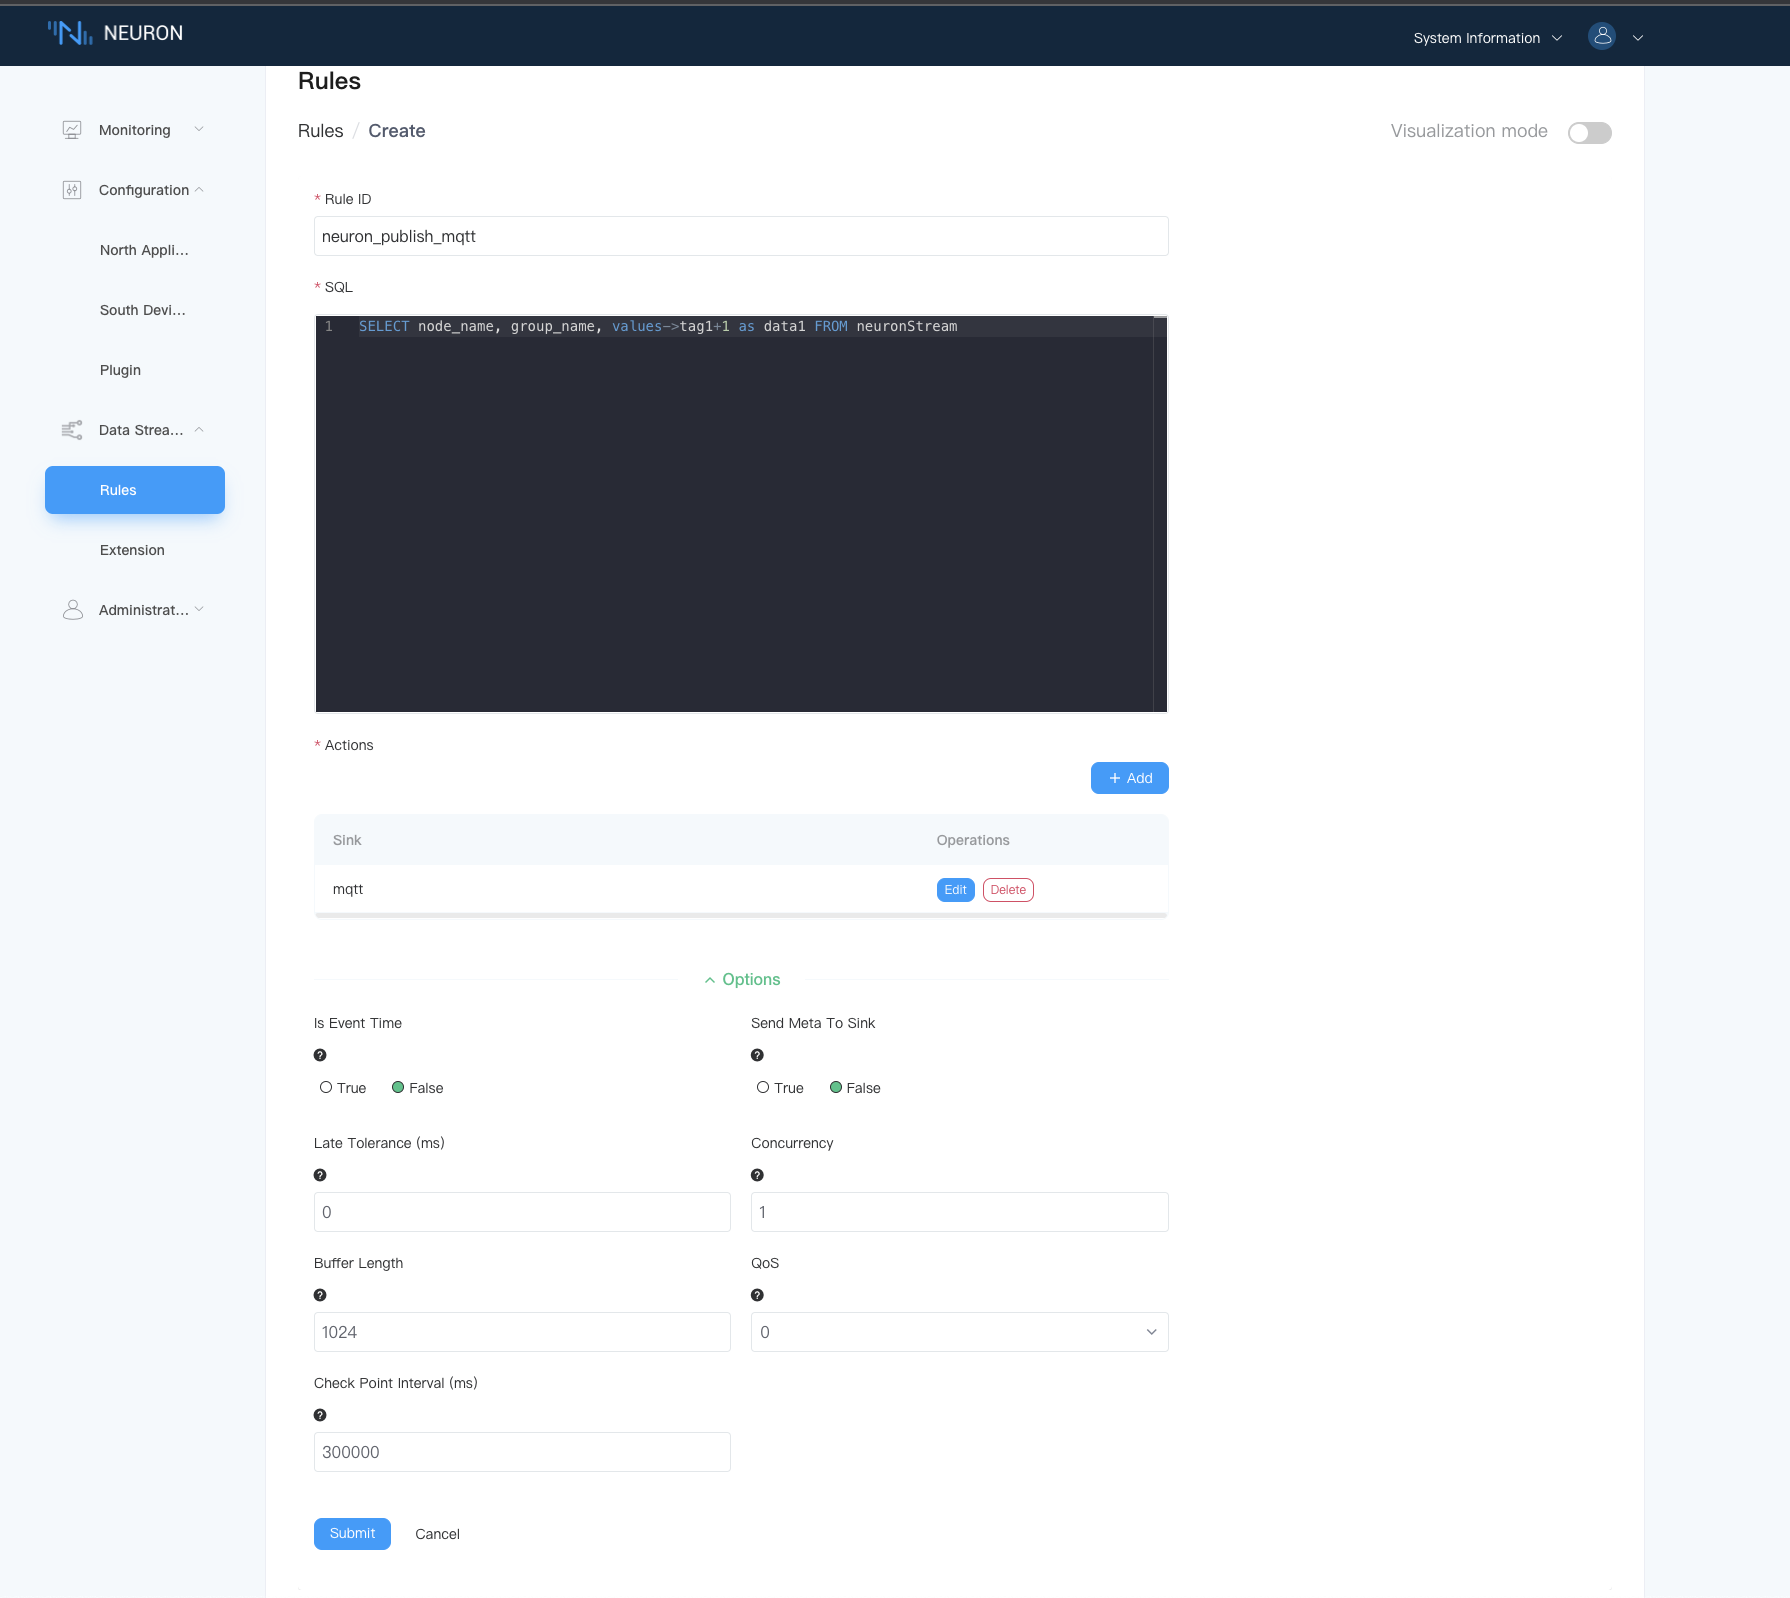 NEURON
System Information
Rules
Rules / Create
Visualization mode
Monitoring
Configuration
North Appli...
South Devi...
Plugin
Data Strea...
Rules
Extension
Administrat...
* Rule ID
neuron_publish_mqtt
* SQL
1 SELECT node_name, group_name, values->tag1+1 as data1 FROM neuronStream
* Actions
+ Add
Sink Operations
mqtt Edit Delete
Options
Is Event Time
?
True False
Send Meta To Sink
?
True False
Late Tolerance (ms)
?
0
Concurrency
?
1
Buffer Length
?
1024
QoS
?
0
Check Point Interval (ms)
?
300000
Submit Cancel